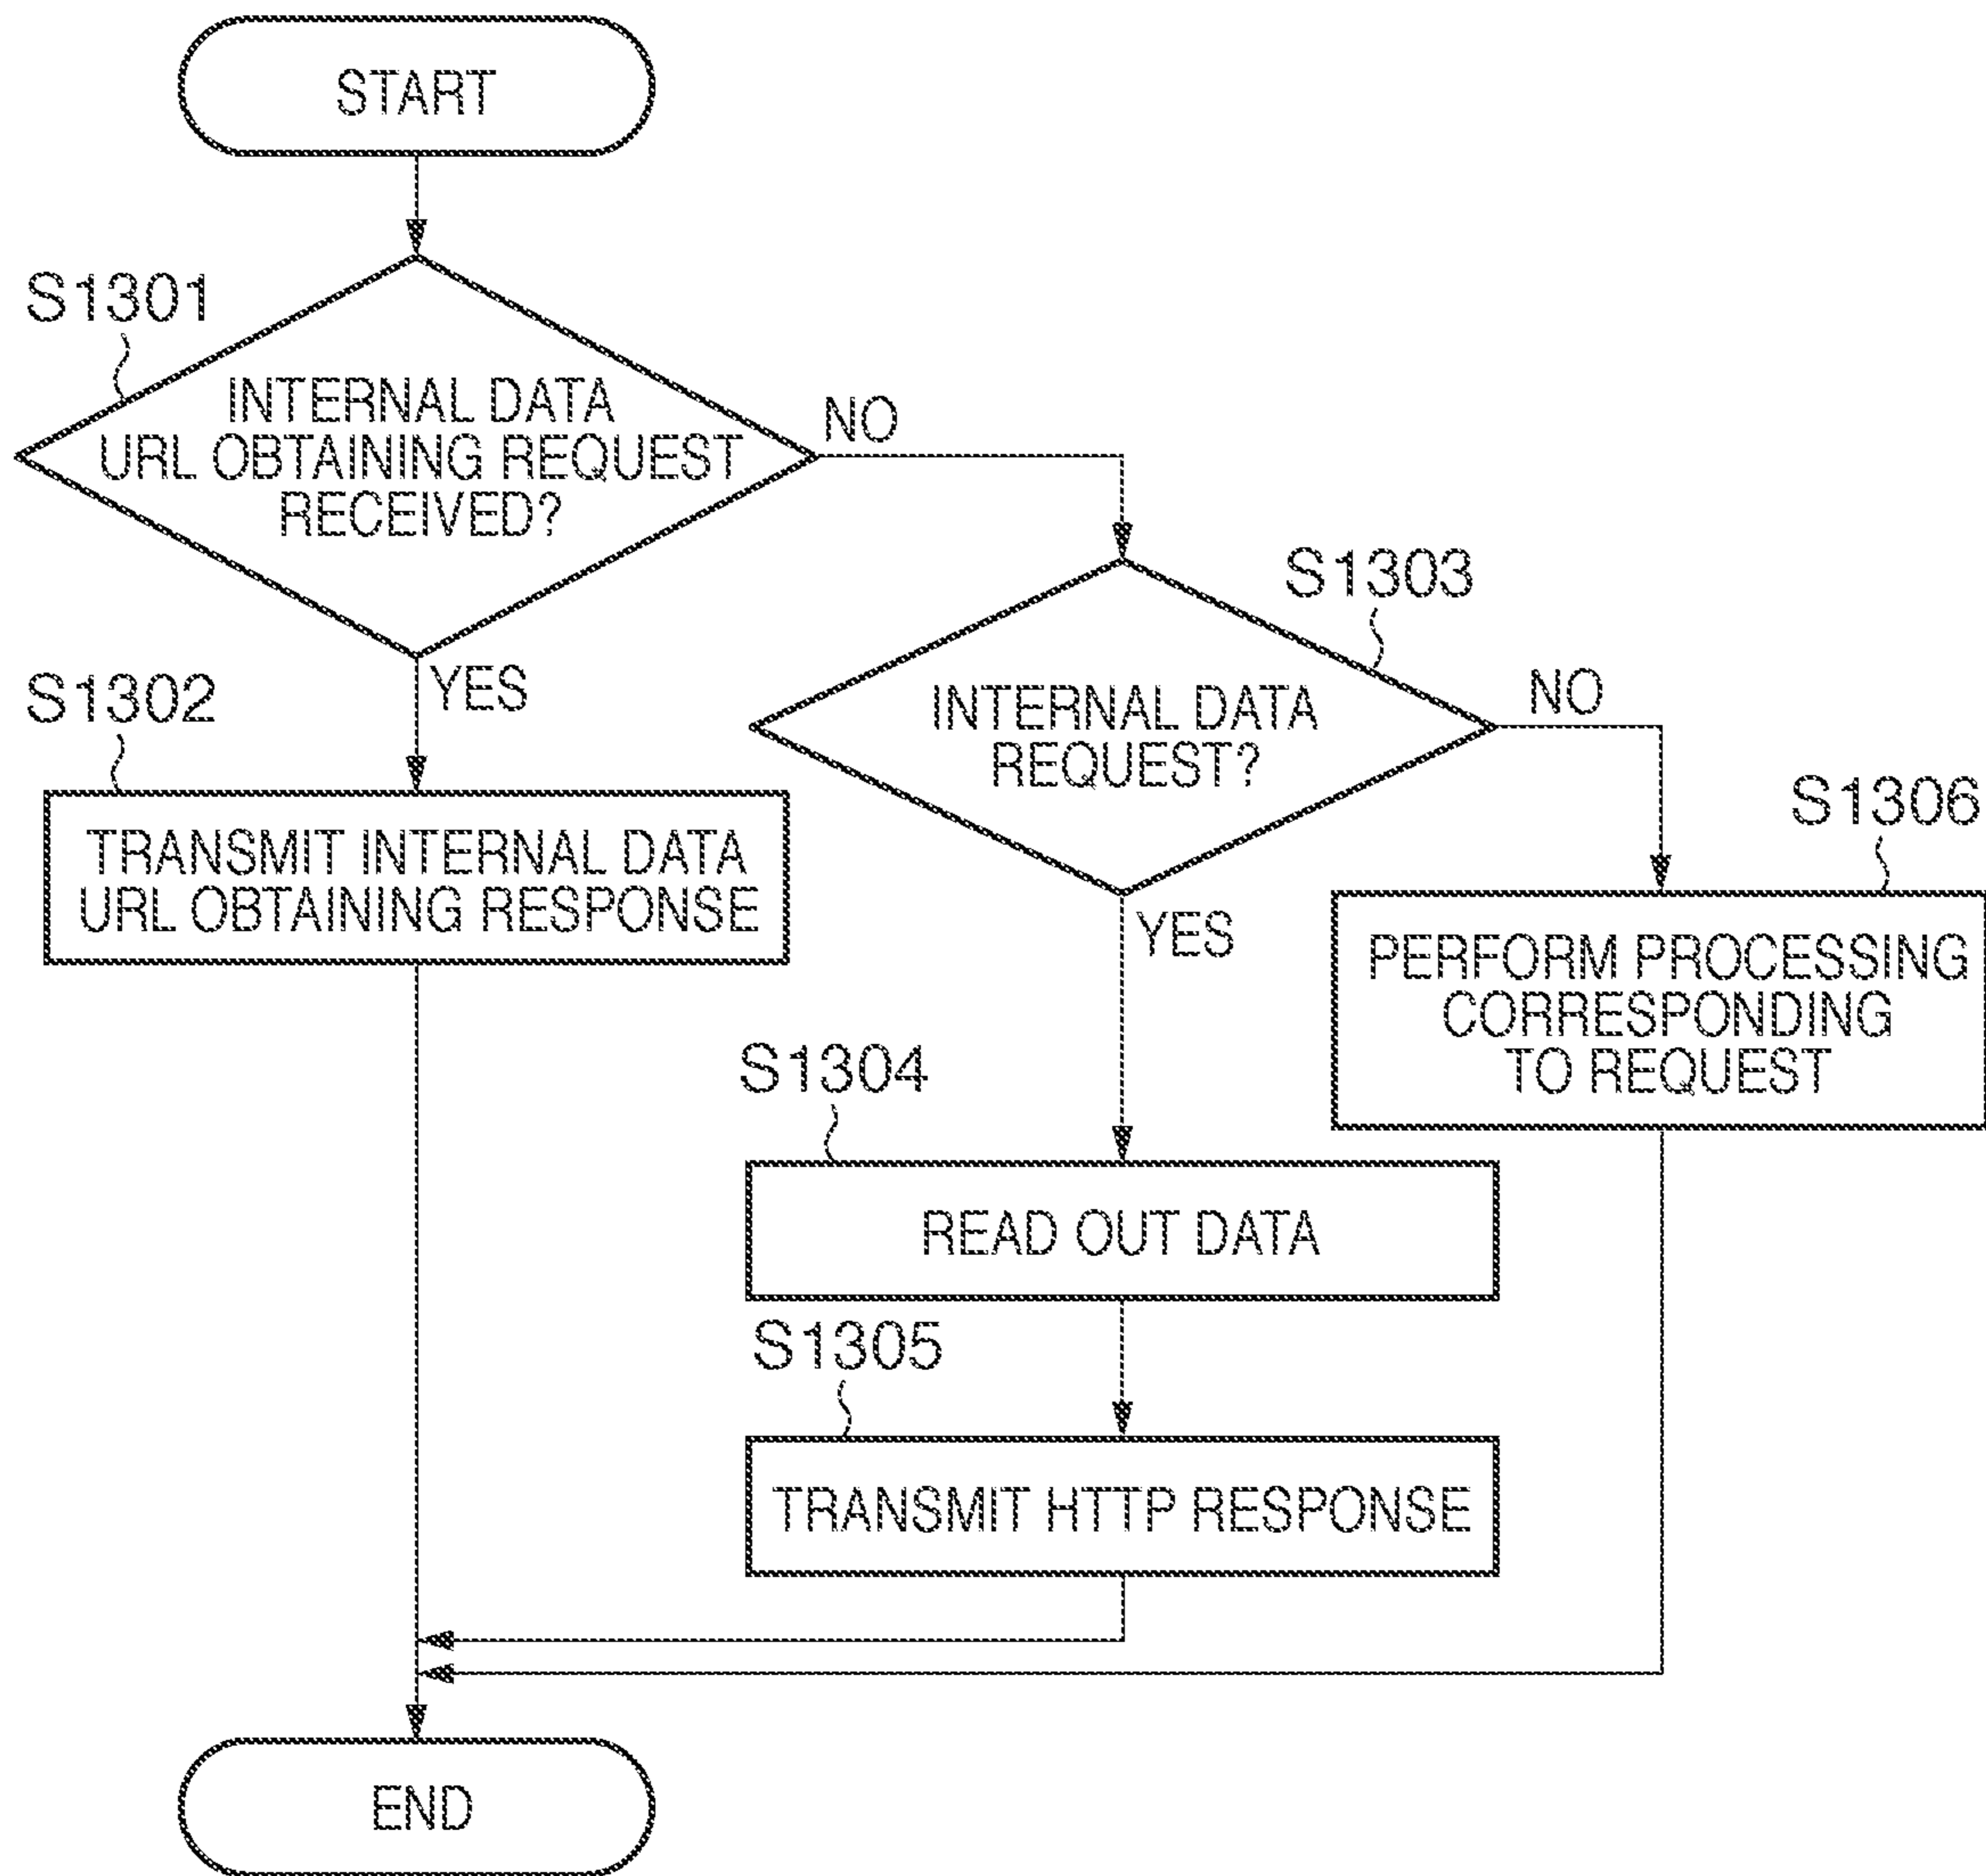 START
S1301
INTERNAL DATA
URL OBTAINING REQUEST
RECEIVED?
NO
YES
S1302
TRANSMIT INTERNAL DATA
URL OBTAINING RESPONSE
S1303
INTERNAL DATA
REQUEST?
NO
YES
S1306
PERFORM PROCESSING
CORRESPONDING
TO REQUEST
S1304
READ OUT DATA
S1305
TRANSMIT HTTP RESPONSE
END